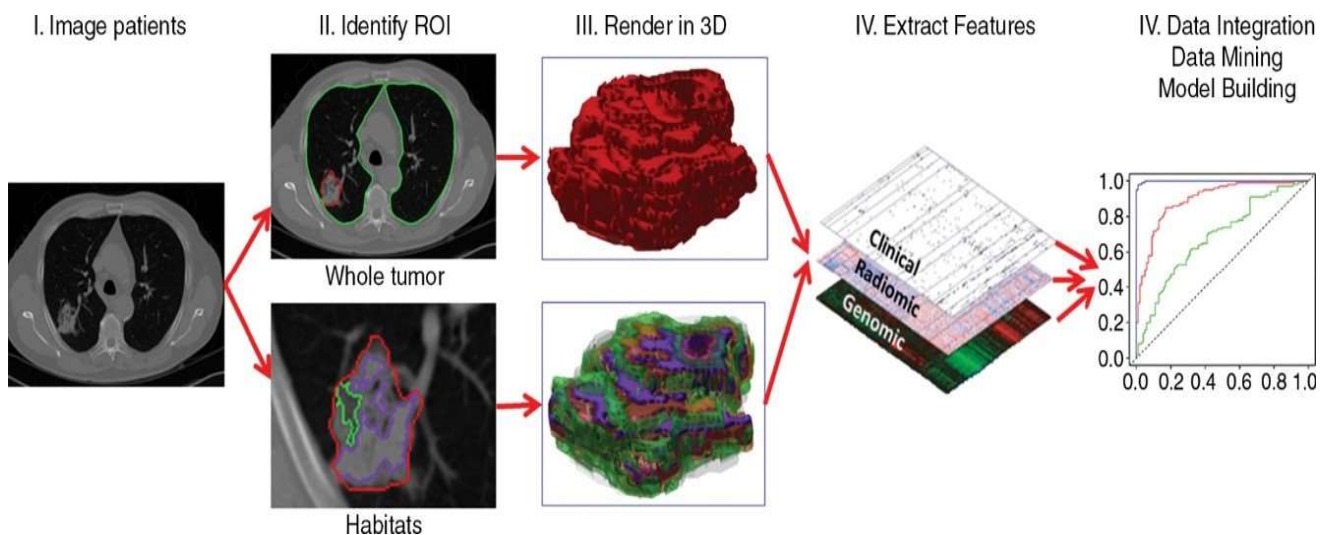 I. Image patients
II. Identify ROI
III. Render in 3D
IV. Extract Features
IV. Data Integration
Data Mining
Model Building
Whole tumor
Habitats
Clinical
Radiomic
Genomic
1.0
0.8
0.6
0.4
0.2
0.0
0.0 0.2 0.4 0.6 0.8 1.0